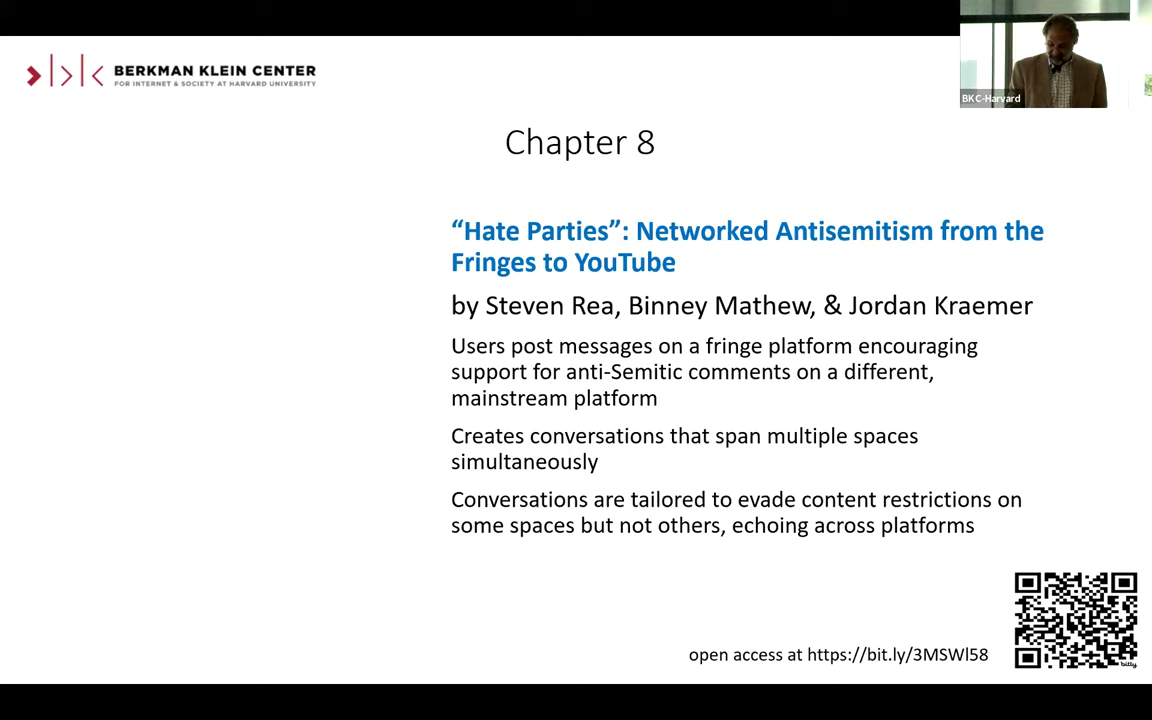 BERKMAN KLEIN CENTER
FOR INTERNET & SOCIETY AT HARVARD UNIVERSITY
BKC-Harvard
Chapter 8
“Hate Parties”: Networked Antisemitism from the
Fringes to YouTube
by Steven Rea, Binney Mathew, & Jordan Kraemer
Users post messages on a fringe platform encouraging
support for anti-Semitic comments on a different,
mainstream platform
Creates conversations that span multiple spaces
simultaneously
Conversations are tailored to evade content restrictions on
some spaces but not others, echoing across platforms
open access at https://bit.ly/3MSWl58
bitly